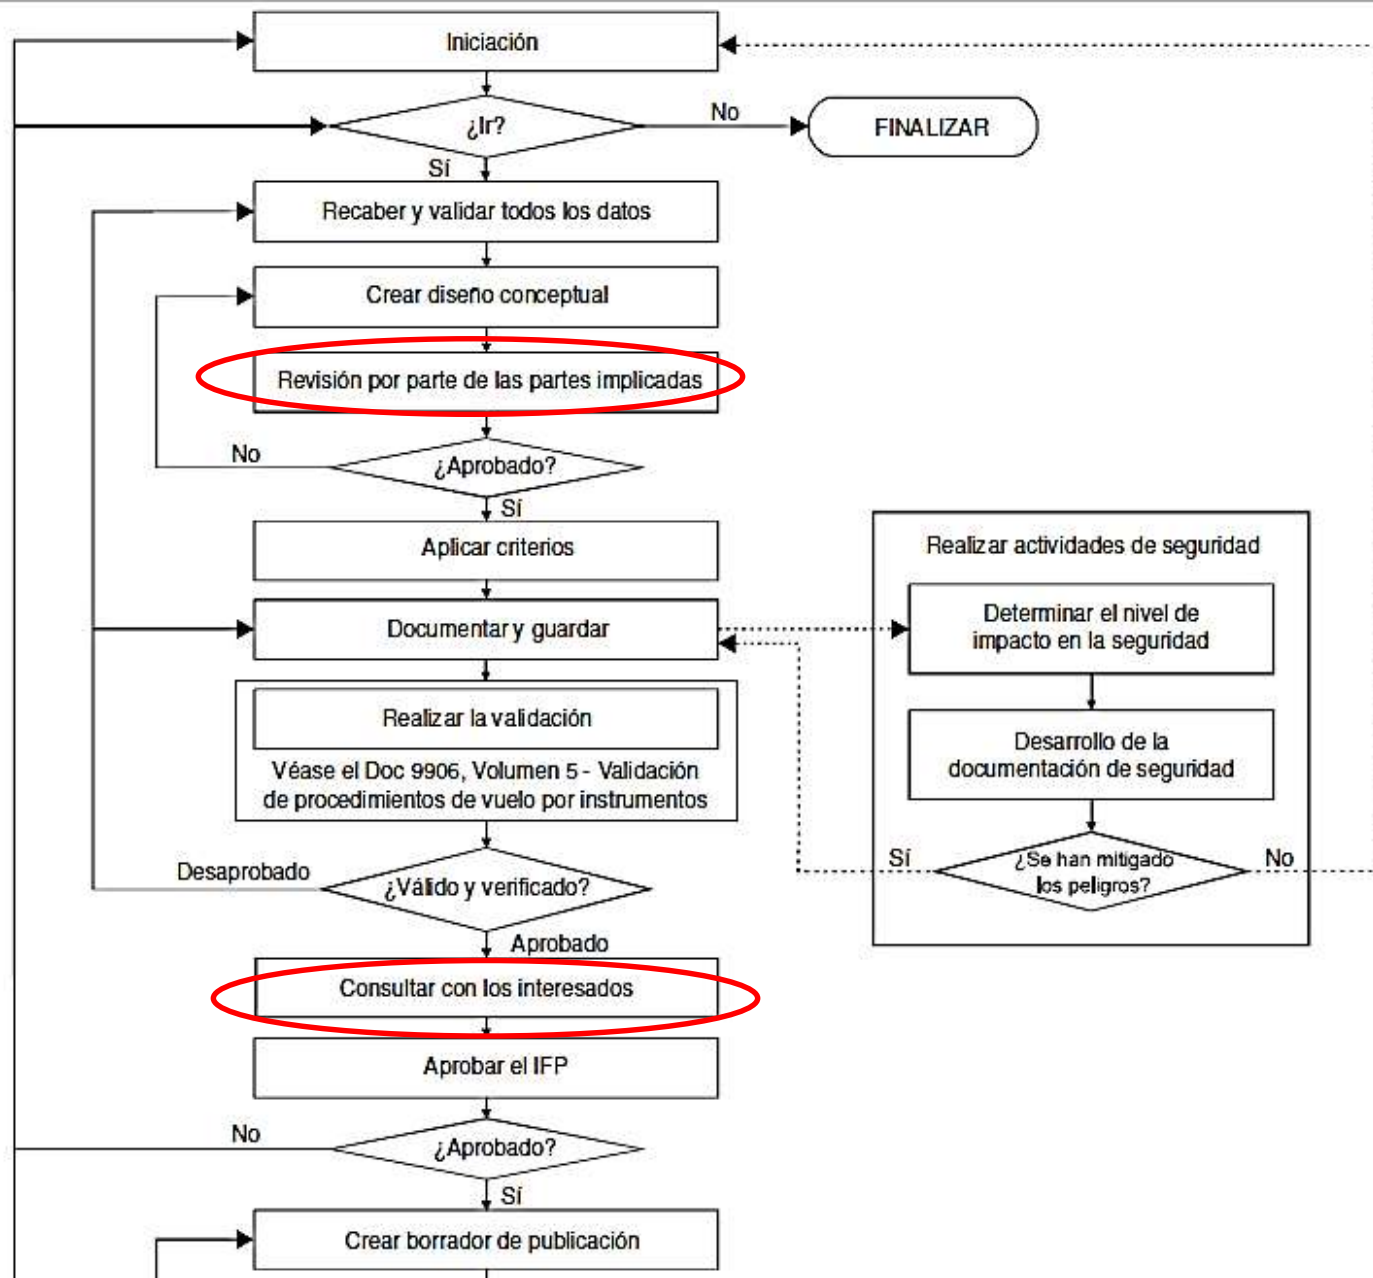 Iniciación
¿Ir?
No
FINALIZAR
Sí
Recaber y validar todos los datos
Crear diseño conceptual
Revisión por parte de las partes implicadas
No
¿Aprobado?
Sí
Aplicar criterios
Documentar y guardar
Realizar la validación
Véase el Doc 9906, Volumen 5 - Validación
de procedimientos de vuelo por instrumentos
Desaprobado
¿Válido y verificado?
Aprobado
Consultar con los interesados
Aprobar el IFP
No
¿Aprobado?
Sí
Crear borrador de publicación
Realizar actividades de seguridad
Determinar el nivel de
impacto en la seguridad
Desarrollo de la
documentación de seguridad
Sí
¿Se han mitigado
los peligros?
No